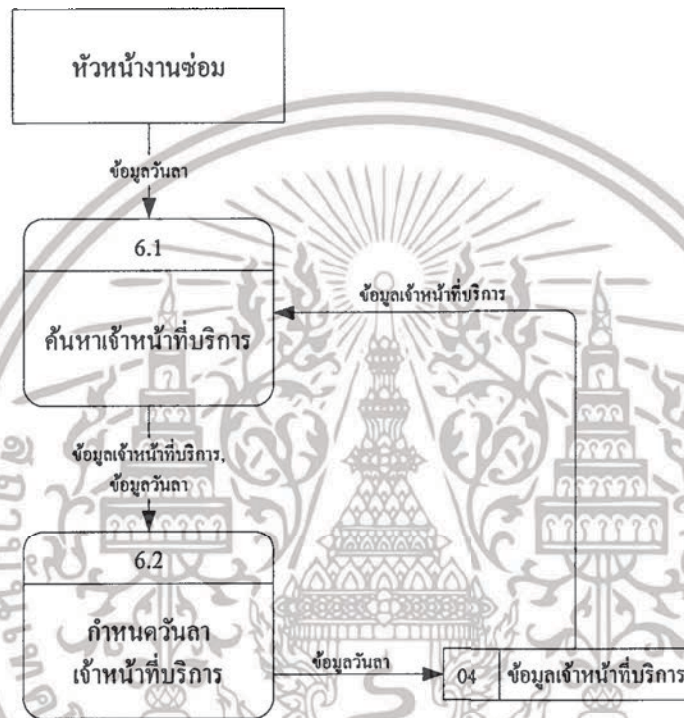 หัวหน้างานซ่อม
ข้อมูลวันลา
6.1
ข้อมูลเจ้าหน้าที่บริการ
ค้นหาเจ้าหน้าที่บริการ
ข้อมูลเจ้าหน้าที่บริการ,
ข้อมูลวันลา
6.2
กำหนดวันลา
เจ้าหน้าที่บริการ
ข้อมูลวันลา
04 ข้อมูลเจ้าหน้าที่บริการ